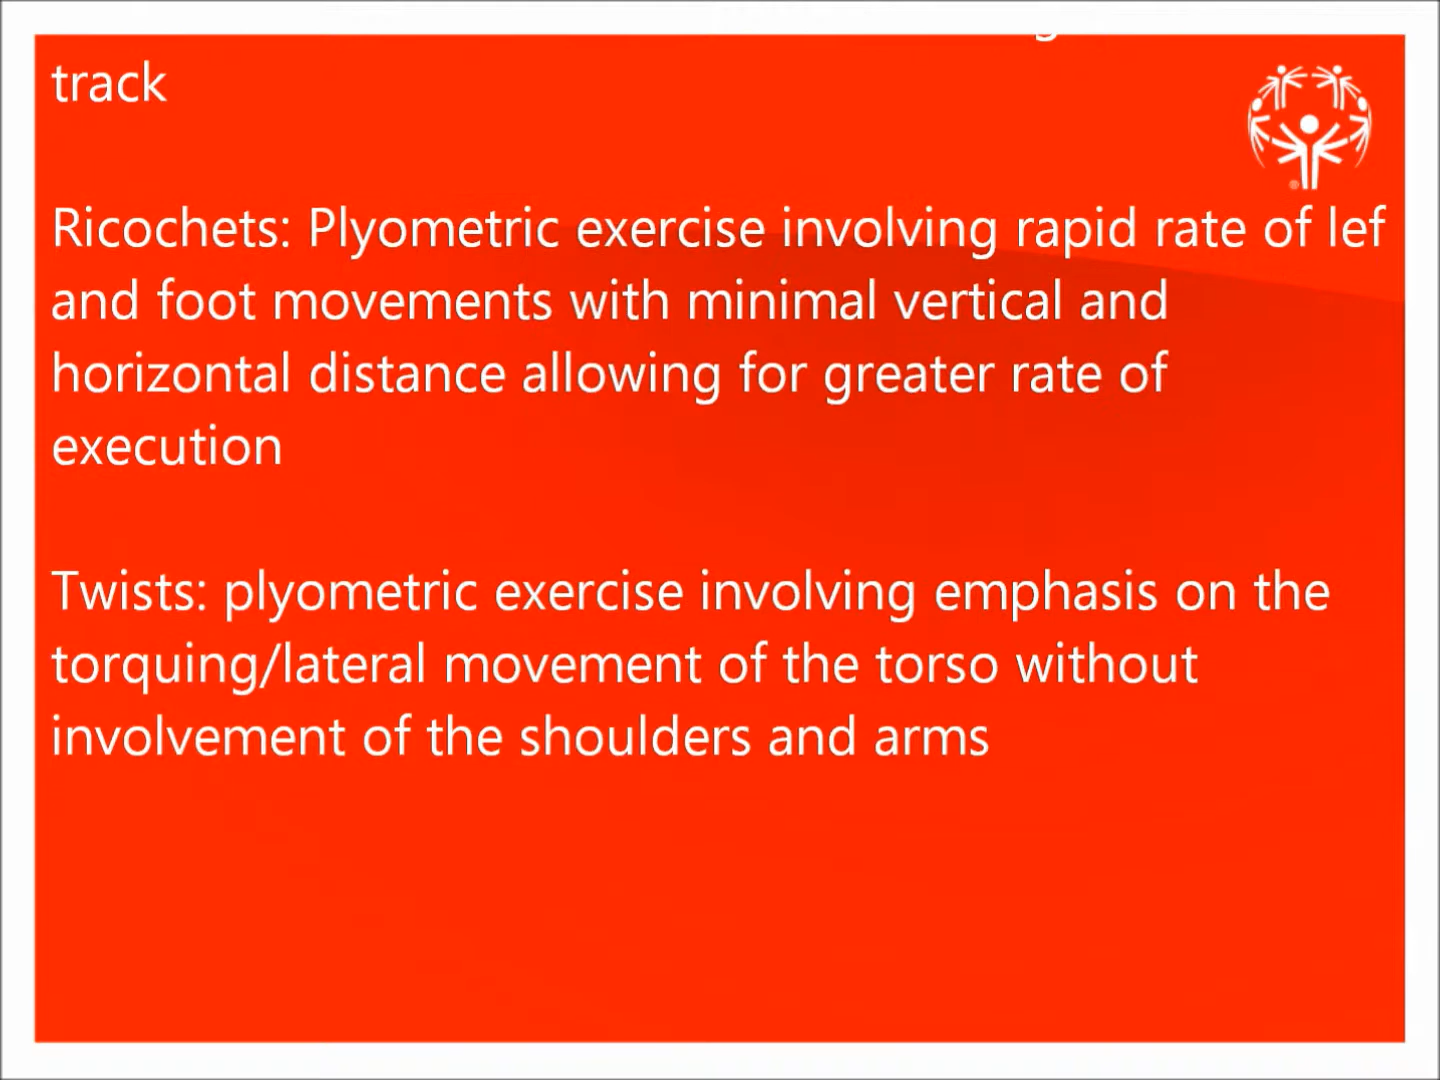 track
Ricochets: Plyometric exercise involving rapid rate of lef
and foot movements with minimal vertical and
horizontal distance allowing for greater rate of
execution
Twists: plyometric exercise involving emphasis on the
torquing/lateral movement of the torso without
involvement of the shoulders and arms